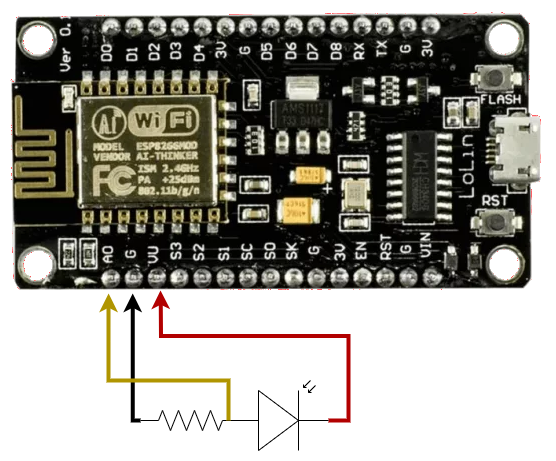 Ver 0.1
D0 D1 D2 D3 D4 3V G D5 D6 D7 D8 RX TX G 3V
FLASH
Ai WiFi
MODEL ESP8266MOD
VENDOR AI-THINKER
FC ISM 2.4GHz
PA +25dBm
802.11b/g/n
AMS1117
+
LoLin
RST
A0 G VU S3 S2 S1 SC SO SK G 3V EN RST G VIN